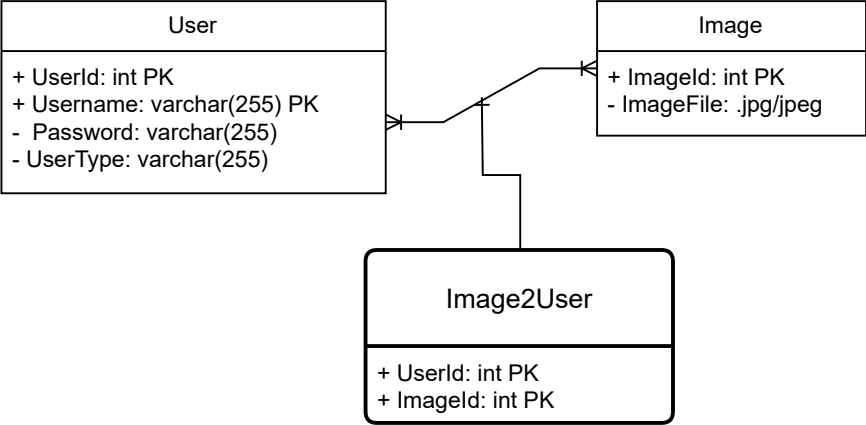 User
+ UserId: int PK
+ Username: varchar(255) PK
-  Password: varchar(255)
- UserType: varchar(255)
Image
+ ImageId: int PK
- ImageFile: .jpg/jpeg
Image2User
+ UserId: int PK
+ ImageId: int PK